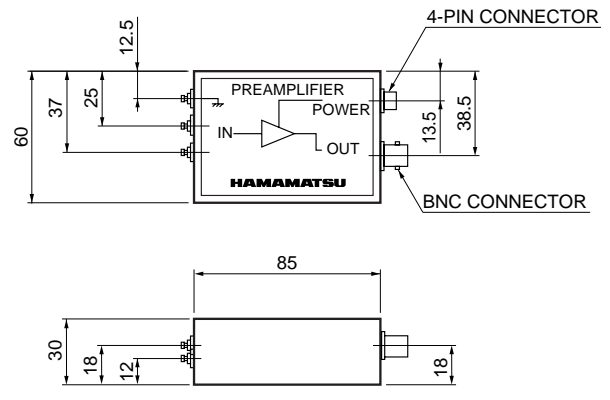 4-PIN CONNECTOR
12.5
PREAMPLIFIER
POWER
IN
OUT
HAMAMATSU
60
37
25
13.5
38.5
BNC CONNECTOR
85
30
18
12
18